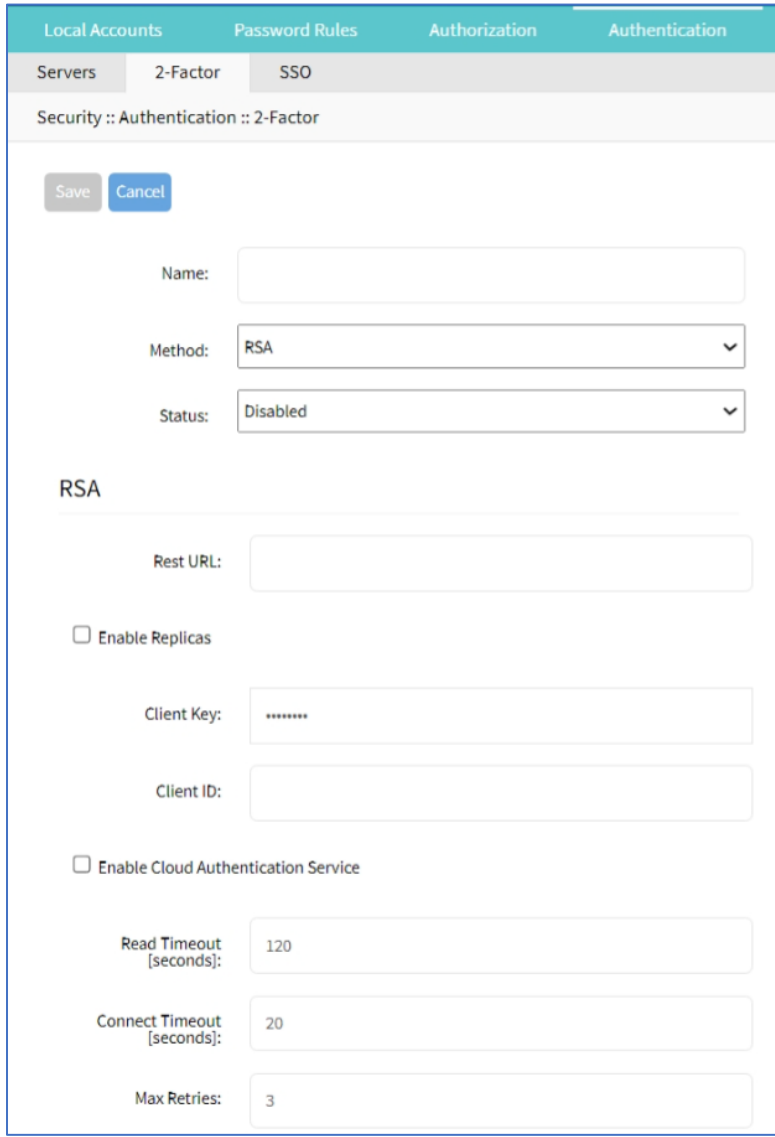 Local Accounts Password Rules Authorization Authentication
Servers 2-Factor SSO
Security :: Authentication :: 2-Factor
Save Cancel
Name:
Method: RSA
Status: Disabled
RSA
Rest URL:
Enable Replicas
Client Key: ••••••••
Client ID:
Enable Cloud Authentication Service
Read Timeout
[seconds]: 120
Connect Timeout
[seconds]: 20
Max Retries: 3